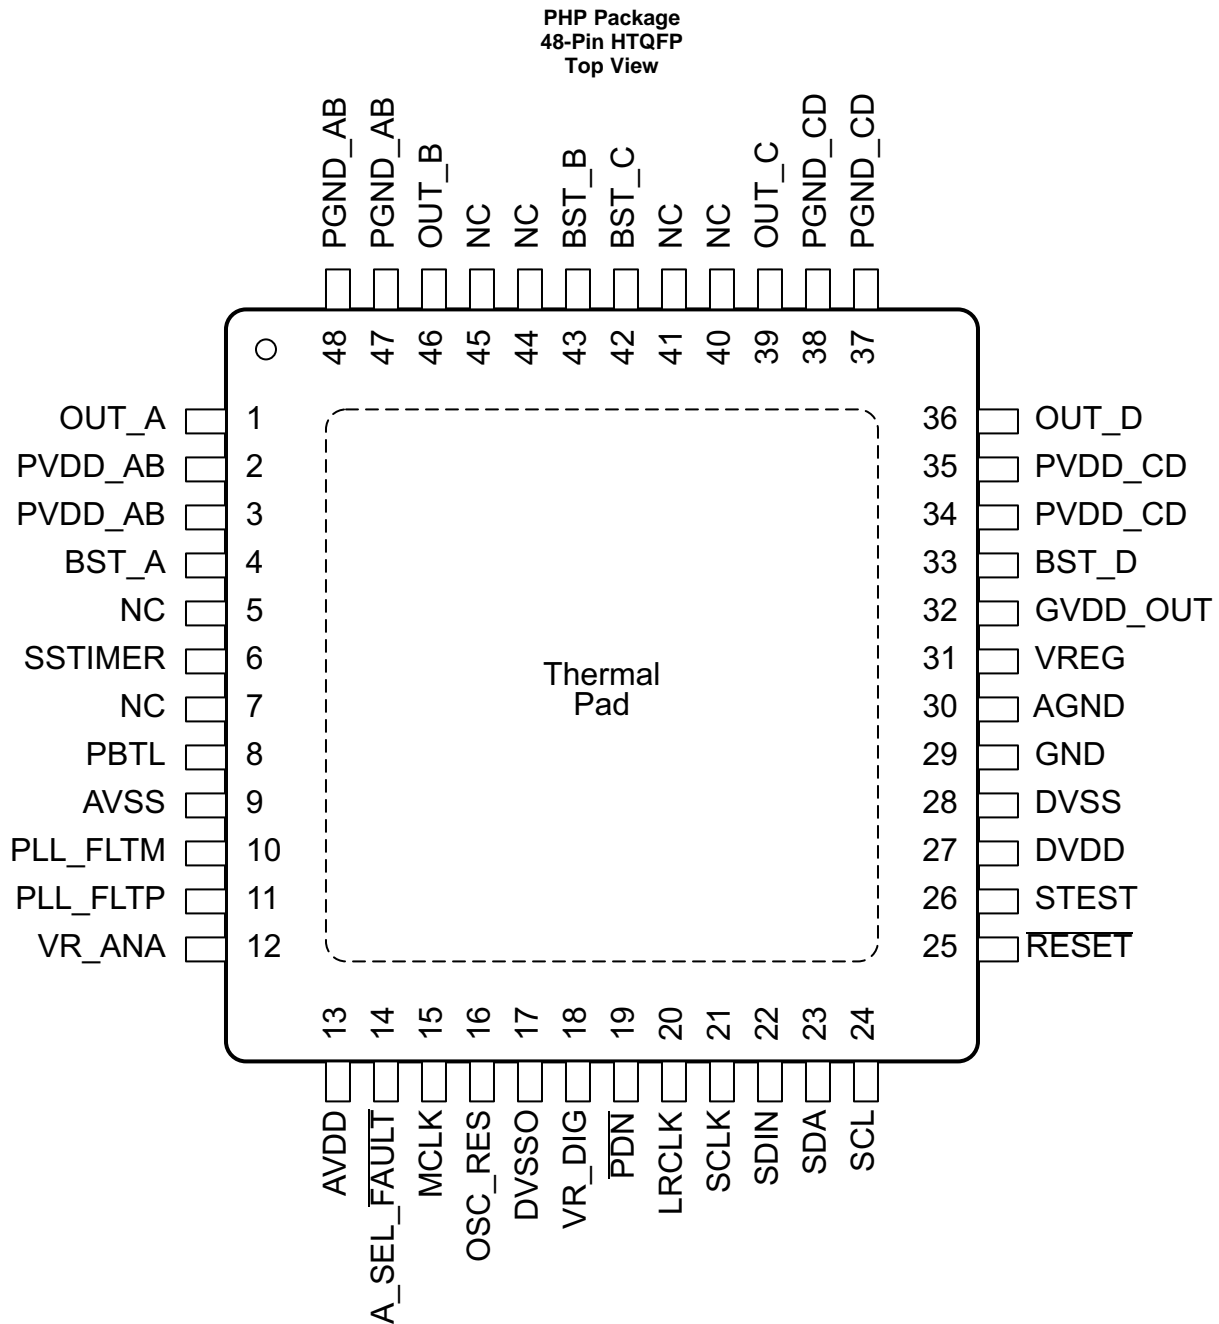 PHP Package
48-Pin HTQFP
Top View
PGND_AB
PGND_AB
OUT_B
NC
NC
BST_B
BST_C
NC
NC
OUT_C
PGND_CD
PGND_CD
48
47
46
45
44
43
42
41
40
39
38
37
OUT_A 1
PVDD_AB 2
PVDD_AB 3
BST_A 4
NC 5
SSTIMER 6
NC 7
PBTL 8
AVSS 9
PLL_FLTM 10
PLL_FLTP 11
VR_ANA 12
Thermal
Pad
36 OUT_D
35 PVDD_CD
34 PVDD_CD
33 BST_D
32 GVDD_OUT
31 VREG
30 AGND
29 GND
28 DVSS
27 DVDD
26 STEST
25 RESET
13
14
15
16
17
18
19
20
21
22
23
24
AVDD
A_SEL_FAULT
MCLK
OSC_RES
DVSSO
VR_DIG
PDN
LRCLK
SCLK
SDIN
SDA
SCL